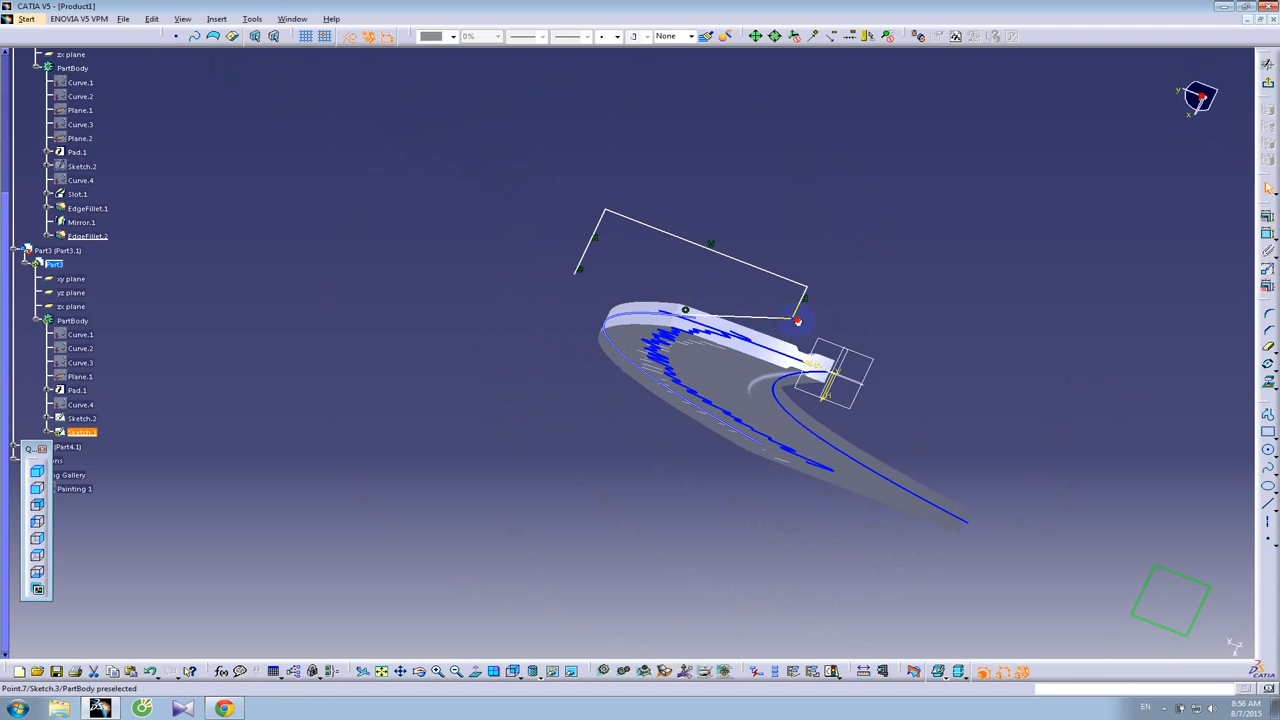 CATIA V5 - [Product1]
Start ENOVIA V5 VPM File Edit View Insert Tools Window Help
0% None
zx plane
PartBody
Curve.1
Curve.2
Plane.1
Curve.3
Plane.2
Pad.1
Sketch.2
Curve.4
Slot.1
EdgeFillet.1
Mirror.1
EdgeFillet.2
Part3 (Part3.1)
Part3
xy plane
yz plane
zx plane
PartBody
Curve.1
Curve.2
Curve.3
Plane.1
Pad.1
Curve.4
Sketch.2
Sketch.3
(Part4.1)
ons
ng Gallery
Painting 1
Q...
y
x
V
H
f(x)
CATIA
Point.7/Sketch.3/PartBody preselected
EN
8:56 AM
8/7/2015